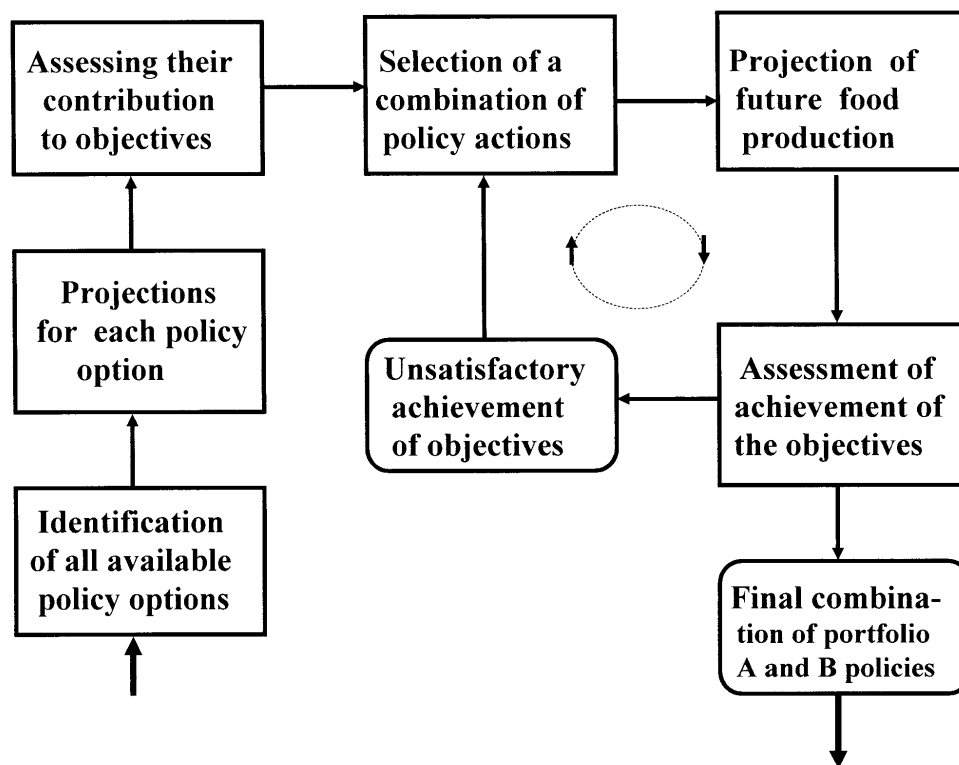 Assessing their
contribution
to objectives
Selection of a
combination of
policy actions
Projection of
future food
production
Projections
for each policy
option
Unsatisfactory
achievement
of objectives
Assessment of
achievement of
the objectives
Identification
of all available
policy options
Final combina-
tion of portfolio
A and B policies